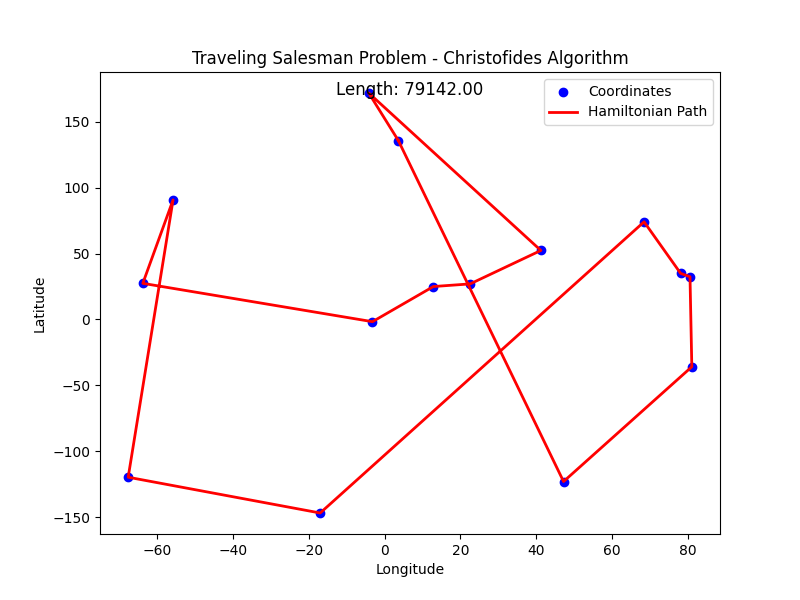 Traveling Salesman Problem - Christofides Algorithm
Length: 79142.00
Coordinates
Hamiltonian Path
150
100
50
0
−50
−100
−150
Latitude
−60
−40
−20
0
20
40
60
80
Longitude